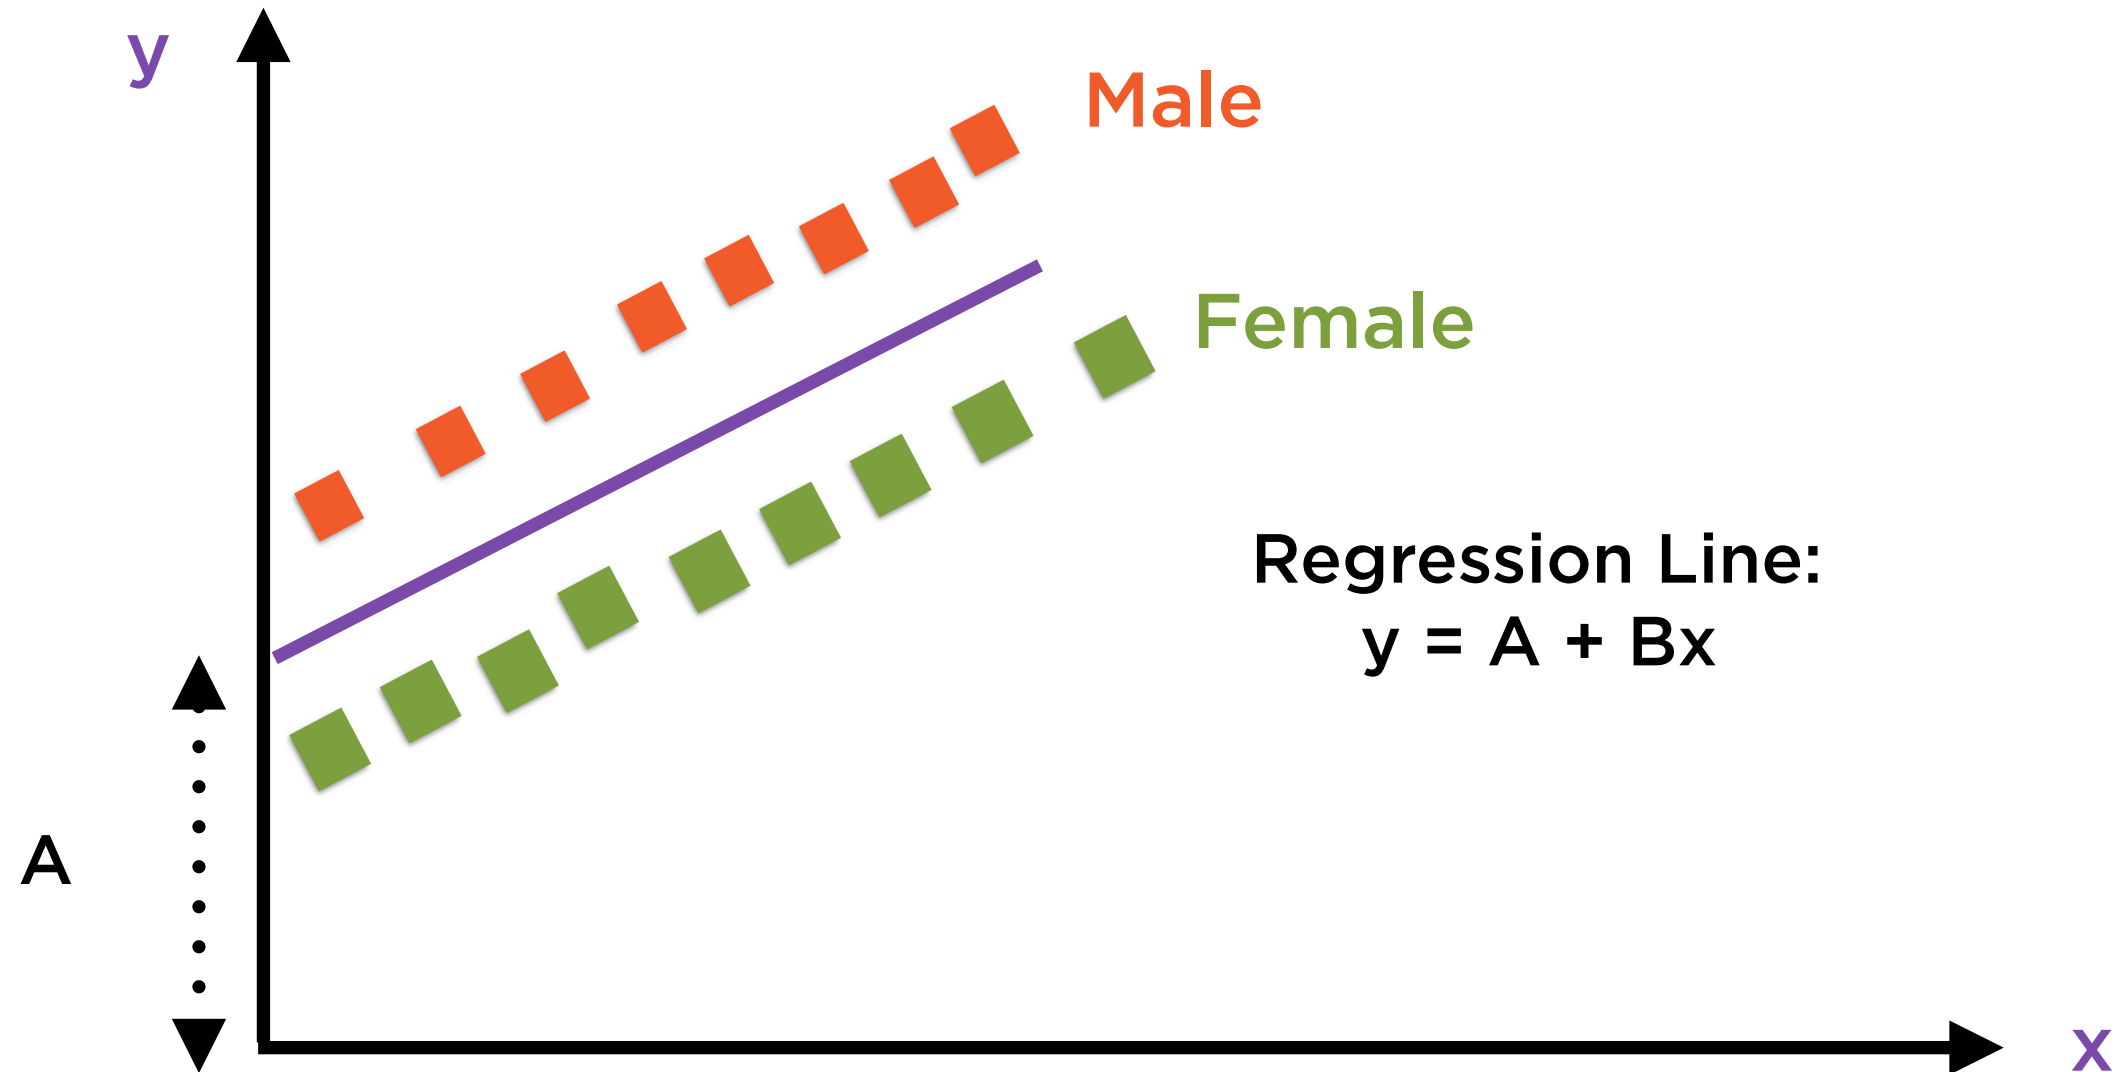 y
Male
Female
Regression Line:
y = A + Bx
A
x